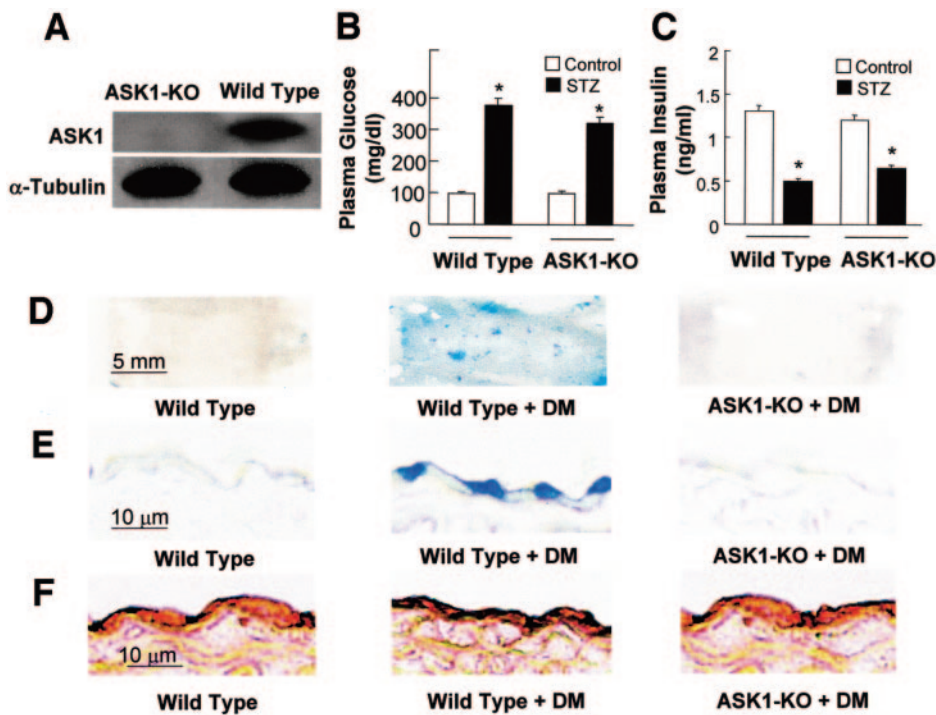 A
ASK1-KO Wild Type
ASK1
α-Tubulin
B
Control
STZ
Plasma Glucose
(mg/dl)
400
300
200
100
0
*
*
Wild Type ASK1-KO
C
Control
STZ
Plasma Insulin
(ng/ml)
2
1.5
1
0.5
0
*
*
Wild Type ASK1-KO
D
5 mm
Wild Type Wild Type + DM ASK1-KO + DM
E
10 μm
Wild Type Wild Type + DM ASK1-KO + DM
F
10 μm
Wild Type Wild Type + DM ASK1-KO + DM